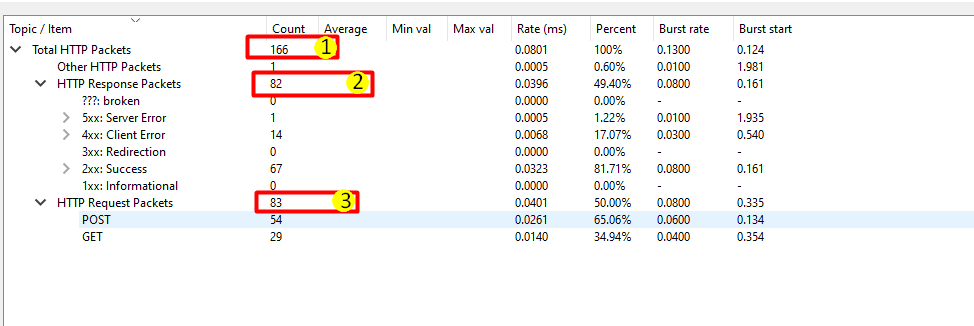 Topic / Item Count Average Min val Max val Rate (ms) Percent Burst rate Burst start
Total HTTP Packets 166 1 0.0801 100% 0.1300 0.124
Other HTTP Packets 1 0.0005 0.60% 0.0100 1.981
HTTP Response Packets 82 2 0.0396 49.40% 0.0800 0.161
???: broken 0 0.0000 0.00% - -
5xx: Server Error 1 0.0005 1.22% 0.0100 1.935
4xx: Client Error 14 0.0068 17.07% 0.0300 0.540
3xx: Redirection 0 0.0000 0.00% - -
2xx: Success 67 0.0323 81.71% 0.0800 0.161
1xx: Informational 0 0.0000 0.00% - -
HTTP Request Packets 83 3 0.0401 50.00% 0.0800 0.335
POST 54 0.0261 65.06% 0.0600 0.134
GET 29 0.0140 34.94% 0.0400 0.354